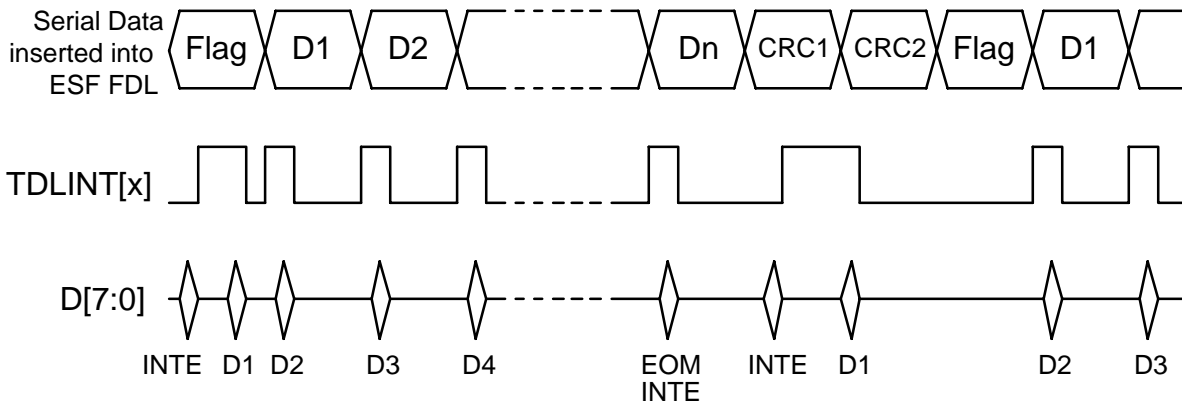 Serial Data
inserted into
ESF FDL
Flag D1 D2 Dn CRC1 CRC2 Flag D1
TDLINT[x]
D[7:0]
INTE D1 D2 D3 D4 EOM INTE D1 D2 D3
INTE